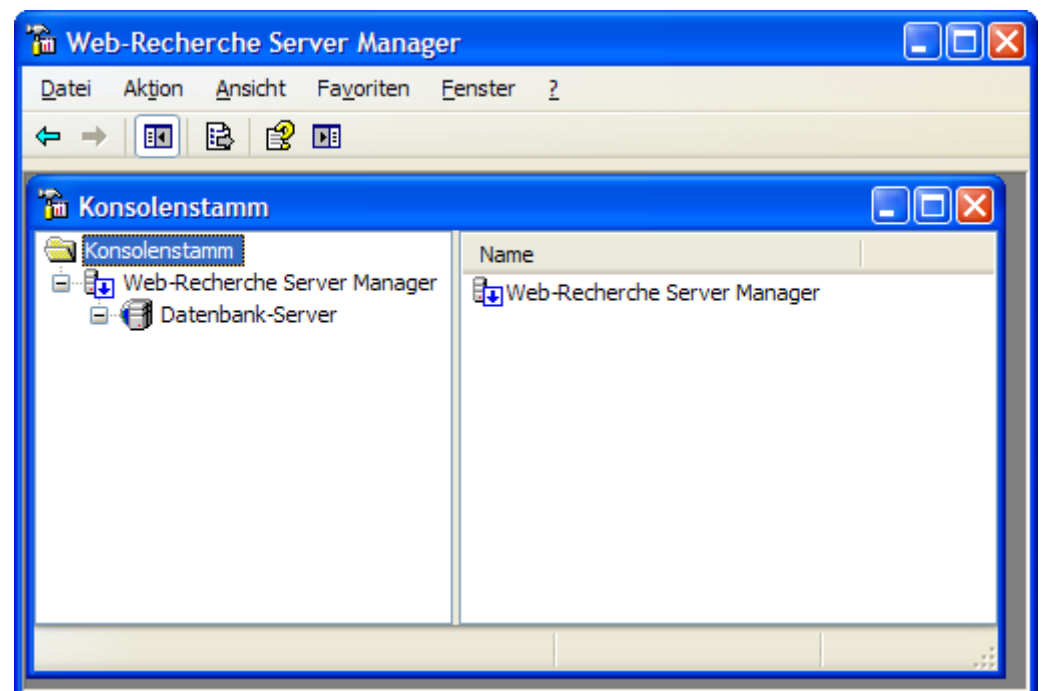 Web-Recherche Server Manager
Datei Aktion Ansicht Favoriten Fenster ?
Konsolenstamm
Konsolenstamm
Name
Web-Recherche Server Manager
Web-Recherche Server Manager
Datenbank-Server